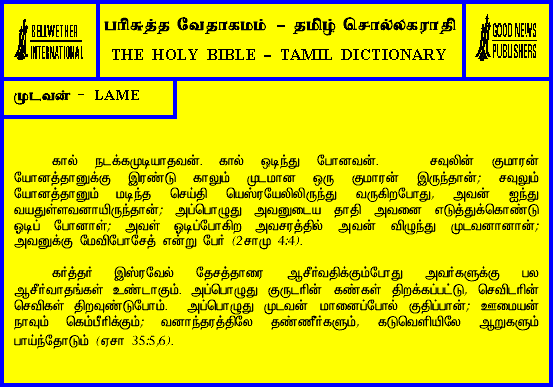 BELLWETHER
INTERNATIONAL
பரிசுத்த வேதாகமம் - தமிழ் சொல்லகராதி
THE HOLY BIBLE - TAMIL DICTIONARY
GOOD NEWS
PUBLISHERS
முடவன் - LAME
கால் நடக்கமுடியாதவன். கால் ஒடிந்து போனவன். சவுலின் குமாரன்
யோனத்தானுக்கு இரண்டு காலும் முடமான ஒரு குமாரன் இருந்தான்; சவுலும்
யோனத்தானும் மடிந்த செய்தி யெஸ்ரயேலிலிருந்து வருகிறபோது, அவன் ஐந்து
வயதுள்ளவனாயிருந்தான்; அப்பொழுது அவனுடைய தாதி அவனை எடுத்துக்கொண்டு
ஓடிப் போனாள்; அவள் ஓடிப்போகிற அவசரத்தில் அவன் விழுந்து முடவனானான்;
அவனுக்கு மேவிபோசேத் என்று பேர் (2சாமு 4:4).
கர்த்தர் இஸ்ரவேல் தேசத்தாரை ஆசீர்வதிக்கும்போது அவர்களுக்கு பல
ஆசீர்வாதங்கள் உண்டாகும். அப்பொழுது குருடரின் கண்கள் திறக்கப்பட்டு, செவிடரின்
செவிகள் திறவுண்டுபோம். அப்பொழுது முடவன் மானைப்போல் குதிப்பான்; ஊமையன்
நாவும் கெம்பீரிக்கும்; வனாந்தரத்திலே தண்ணீர்களும், கடுவெளியிலே ஆறுகளும்
பாய்ந்தோடும் (ஏசா 35:5,6).